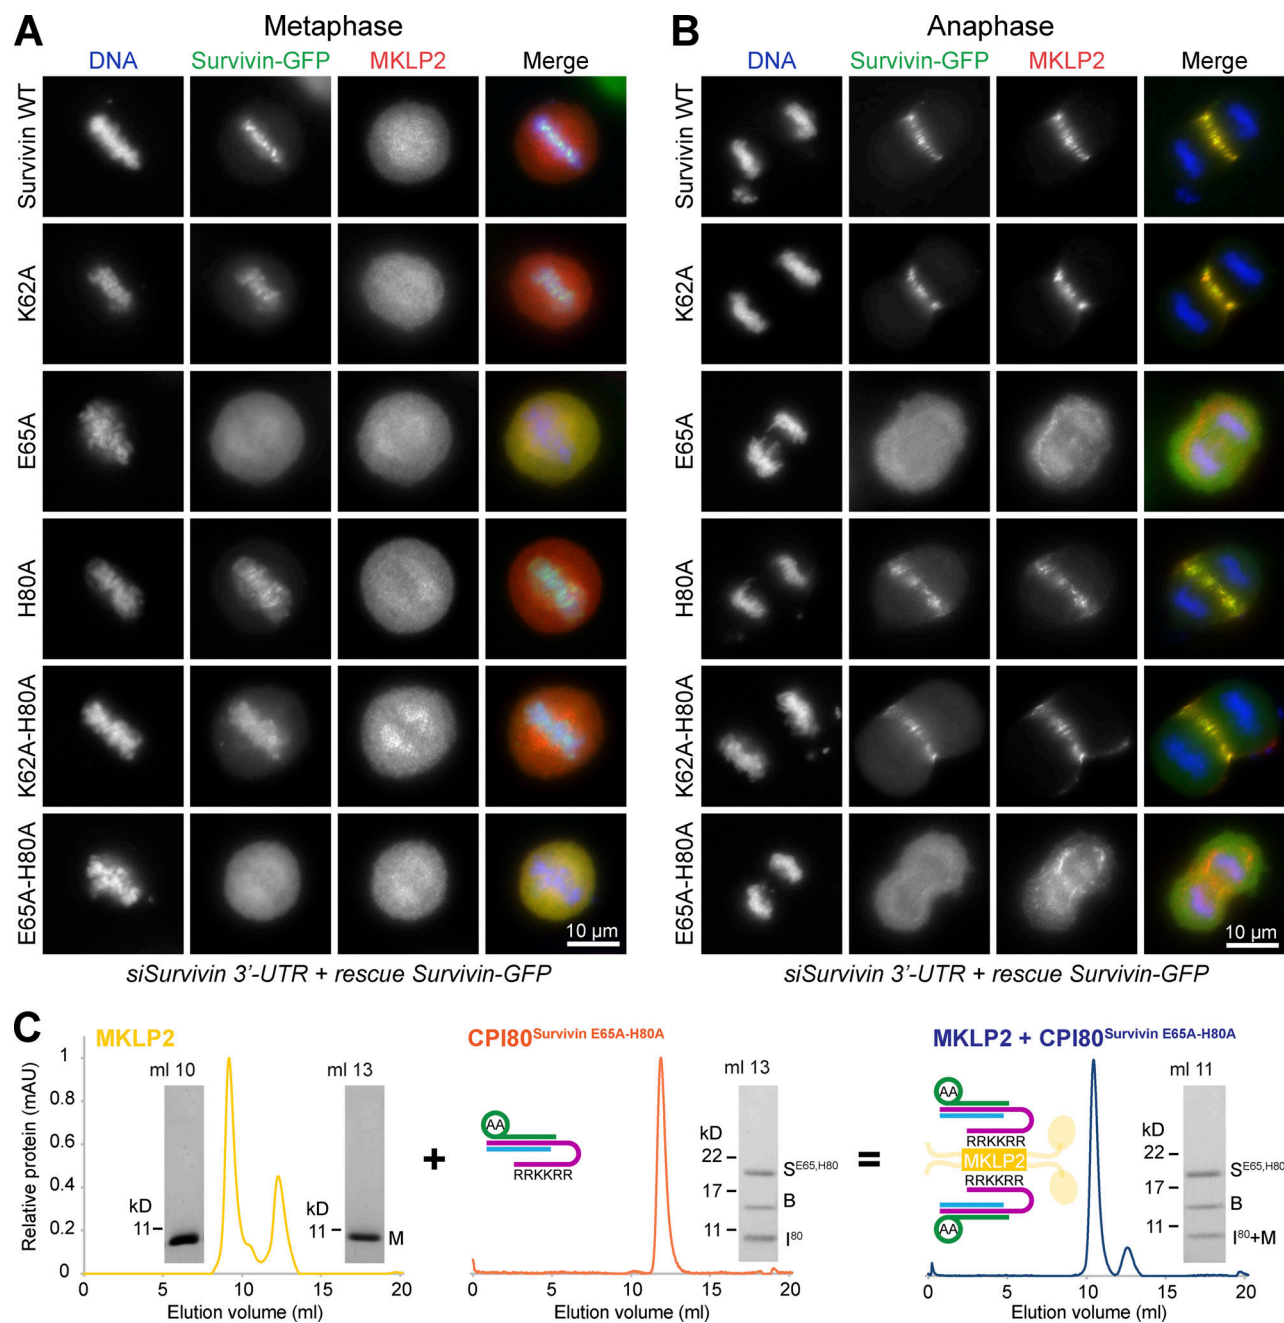 A
Metaphase
DNA Survivin-GFP MKLP2 Merge
Survivin WT
K62A
E65A
H80A
K62A-H80A
E65A-H80A
10 µm
siSurvivin 3’-UTR + rescue Survivin-GFP
B
Anaphase
DNA Survivin-GFP MKLP2 Merge
Survivin WT
K62A
E65A
H80A
K62A-H80A
E65A-H80A
10 µm
siSurvivin 3’-UTR + rescue Survivin-GFP
C
MKLP2
Relative protein (mAU)
1
0.8
0.6
0.4
0.2
0
ml 10
kD
11
ml 13
11
M
0 5 10 15 20
Elution volume (ml)
+
CPI80Survivin E65A-H80A
AA
RRKKRR
ml 13
kD
22
17
11
SE65,H80
B
I80
0 5 10 15 20
Elution volume (ml)
=
MKLP2 + CPI80Survivin E65A-H80A
AA
RRKKRR
MKLP2
RRKKRR
AA
ml 11
kD
22
17
11
SE65,H80
B
I80+M
0 5 10 15 20
Elution volume (ml)